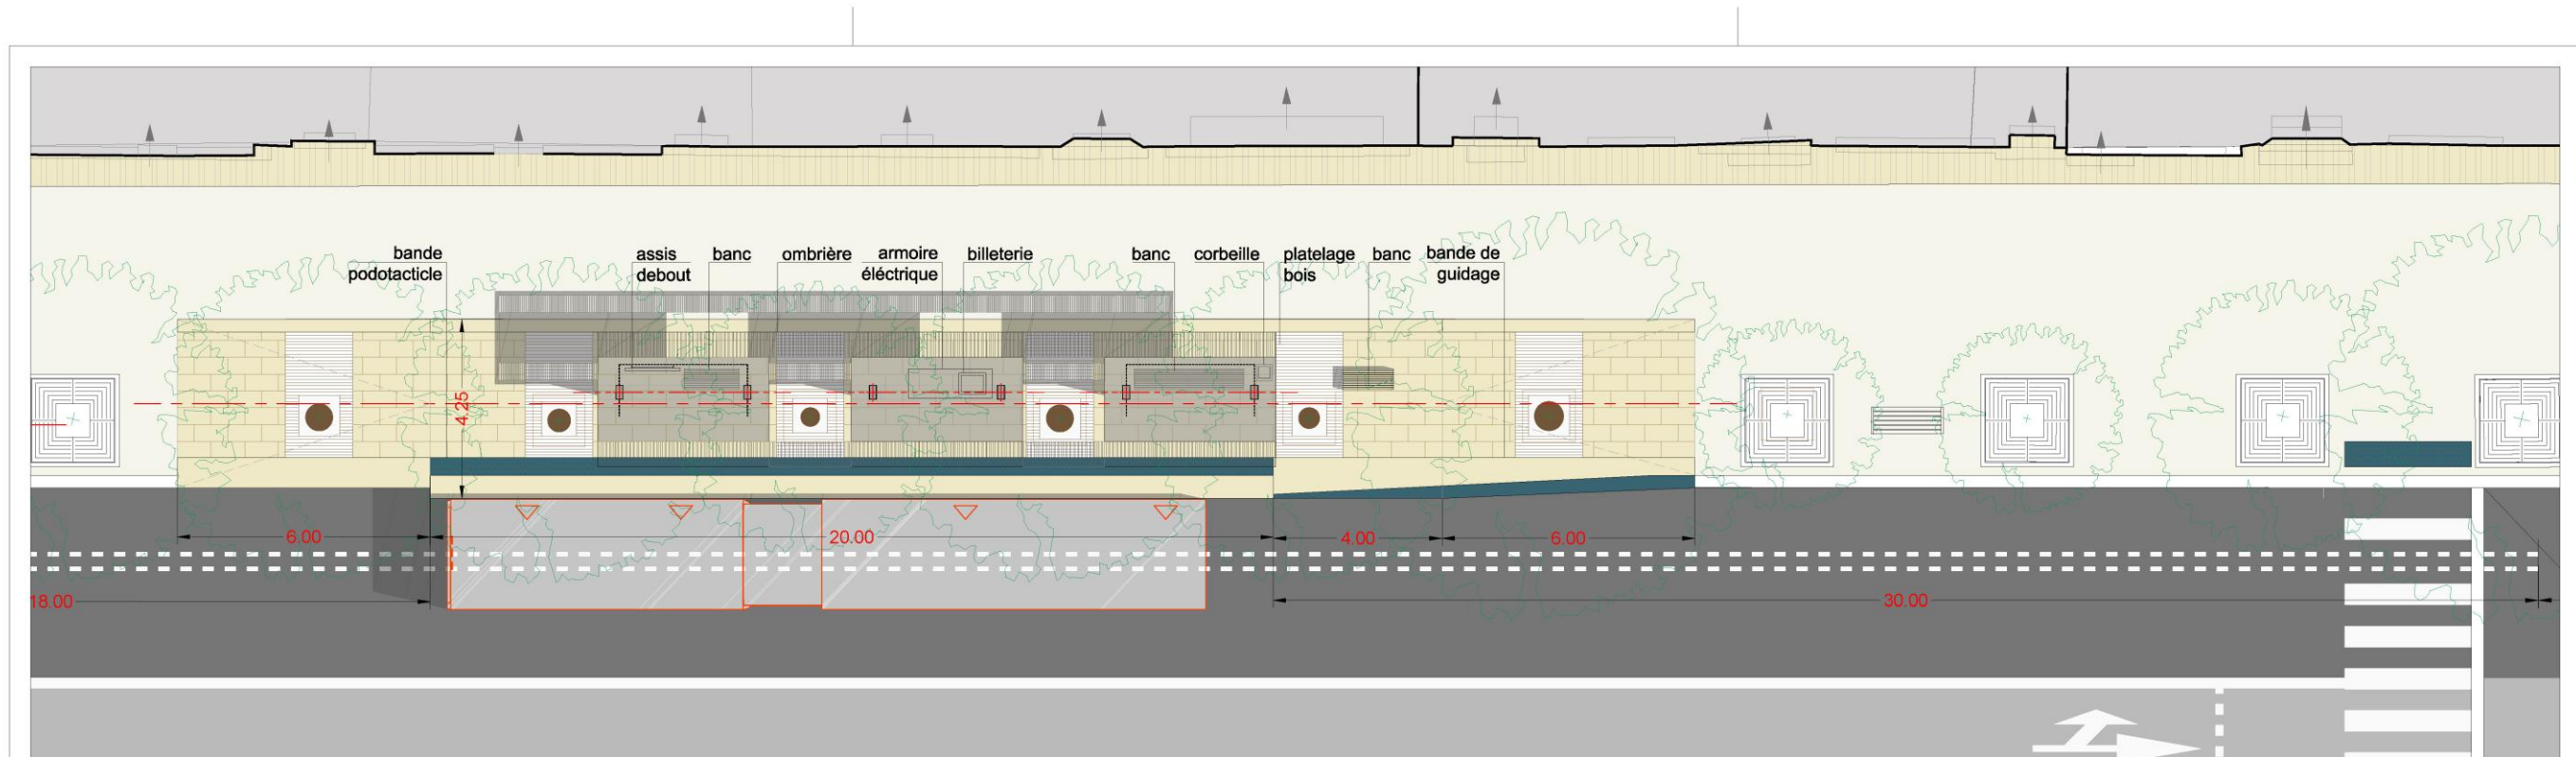 bande
podotacticle
assis
debout
banc
ombrière
armoire
éléctrique
billeterie
banc
corbeille
platelage
bois
banc
bande de
guidage
4.25
6.00
20.00
4.00
6.00
18.00
30.00